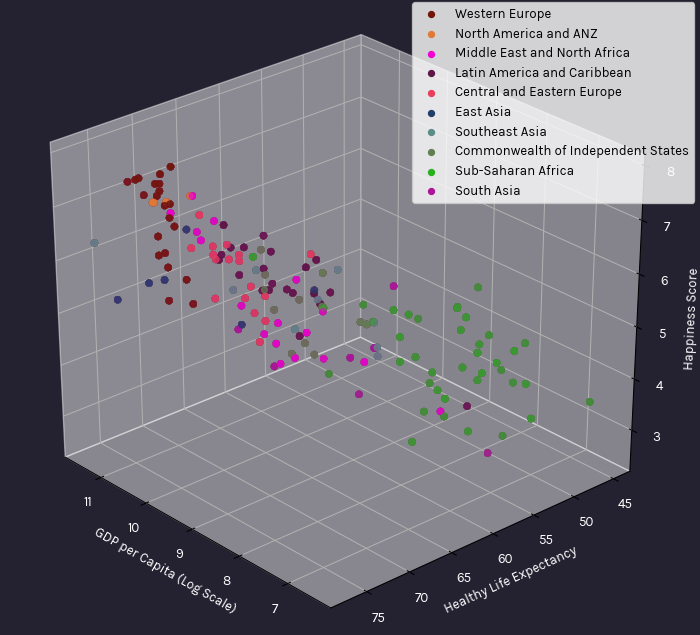 Western Europe
North America and ANZ
Middle East and North Africa
Latin America and Caribbean
Central and Eastern Europe
East Asia
Southeast Asia
Commonwealth of Independent States
Sub-Saharan Africa
South Asia
8
7
6
5
4
3
Happiness Score
11
10
9
8
7
GDP per Capita (Log Scale)
45
50
55
60
65
70
75
Healthy Life Expectancy